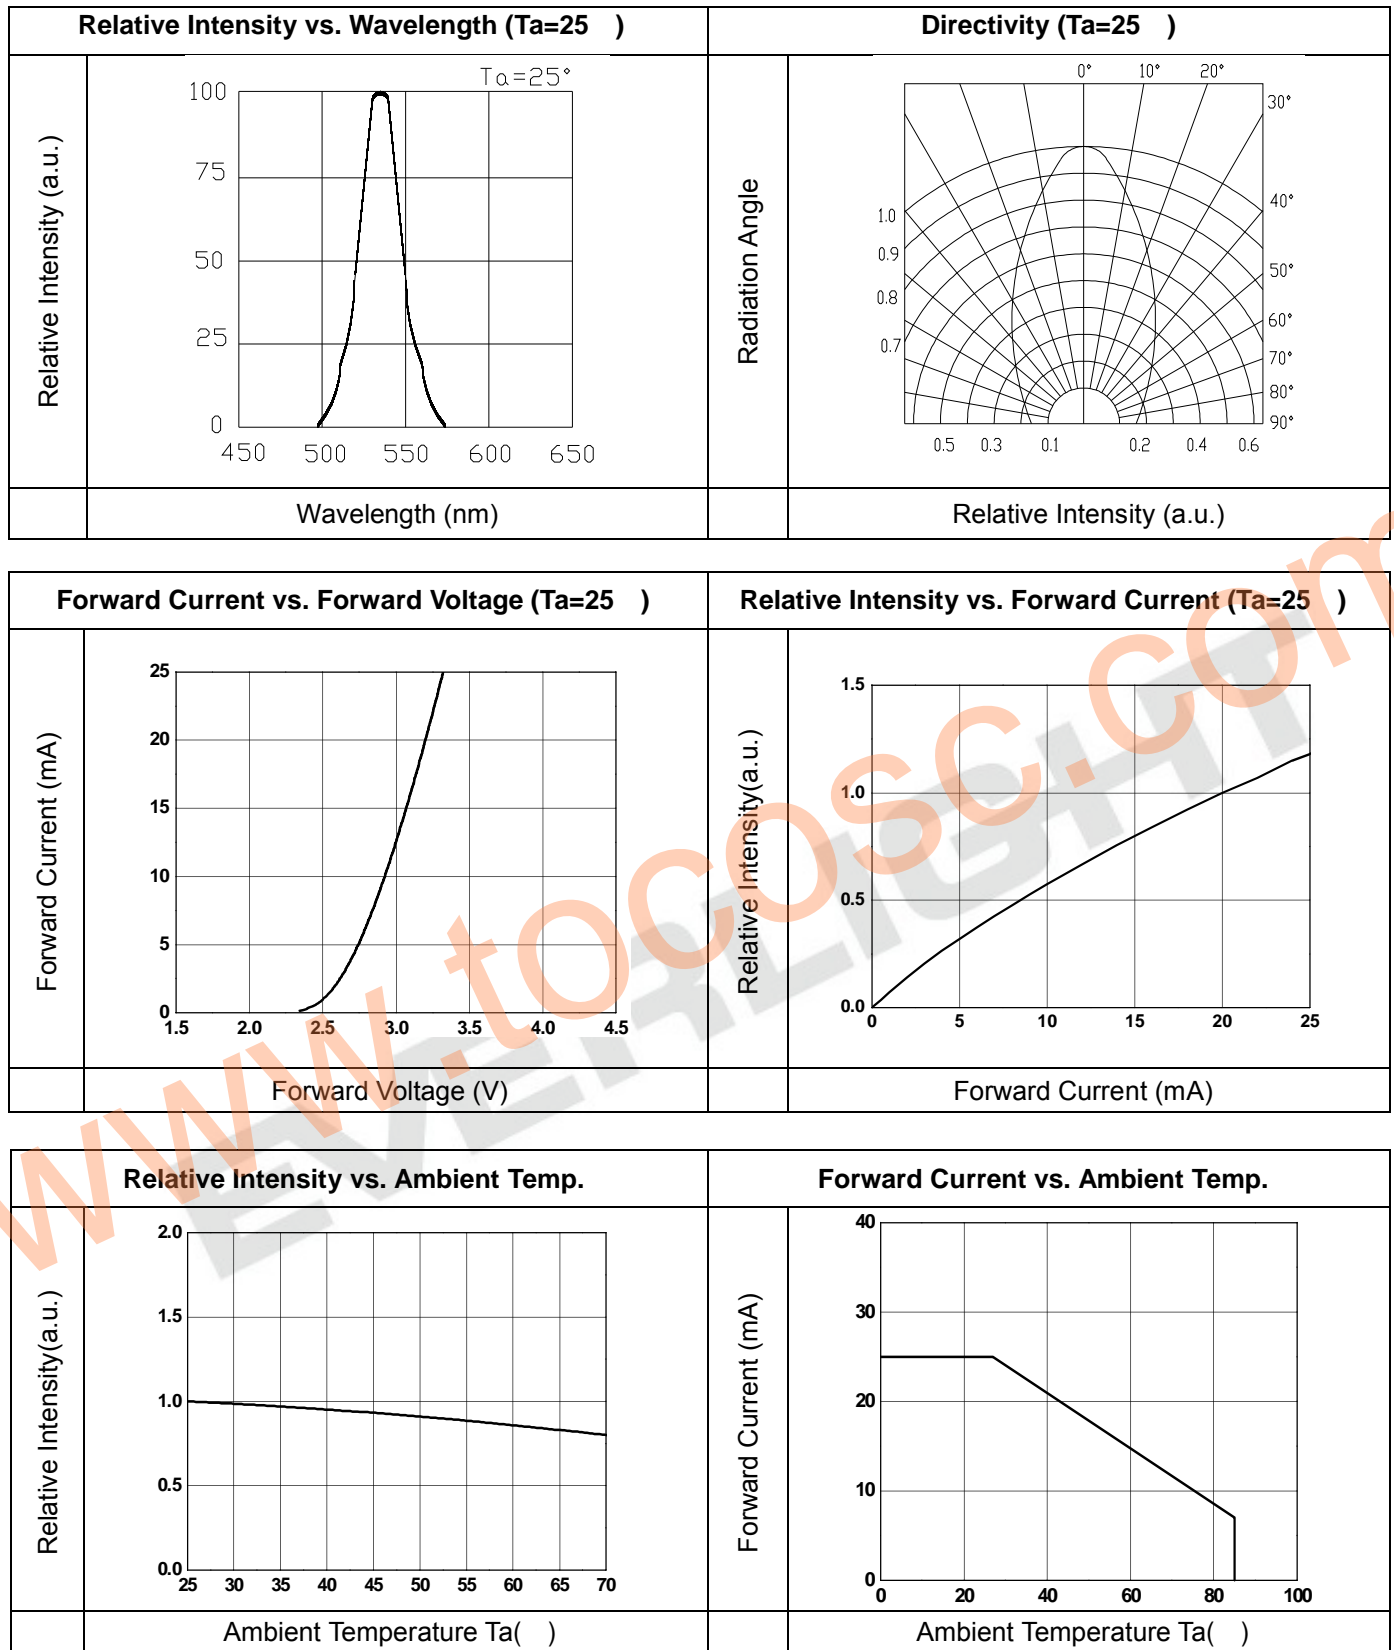 Relative Intensity vs. Wavelength (Ta=25 )
Directivity (Ta=25 )
Relative Intensity (a.u.)
Ta=25°
100
75
50
25
0
450 500 550 600 650
Wavelength (nm)
Radiation Angle
0° 10° 20°
30°
40°
50°
60°
70°
80°
90°
1.0
0.9
0.8
0.7
0.5 0.3 0.1 0.2 0.4 0.6
Relative Intensity (a.u.)
Forward Current vs. Forward Voltage (Ta=25 )
Relative Intensity vs. Forward Current (Ta=25 )
Forward Current (mA)
25
20
15
10
5
0
1.5 2.0 2.5 3.0 3.5 4.0 4.5
Forward Voltage (V)
Relative Intensity(a.u.)
1.5
1.0
0.5
0.0
0 5 10 15 20 25
Forward Current (mA)
Relative Intensity vs. Ambient Temp.
Forward Current vs. Ambient Temp.
Relative Intensity(a.u.)
2.0
1.5
1.0
0.5
0.0
25 30 35 40 45 50 55 60 65 70
Ambient Temperature Ta( )
Forward Current (mA)
40
30
20
10
0
0 20 40 60 80 100
Ambient Temperature Ta( )
EVERLIGHT
www.tocosc.com